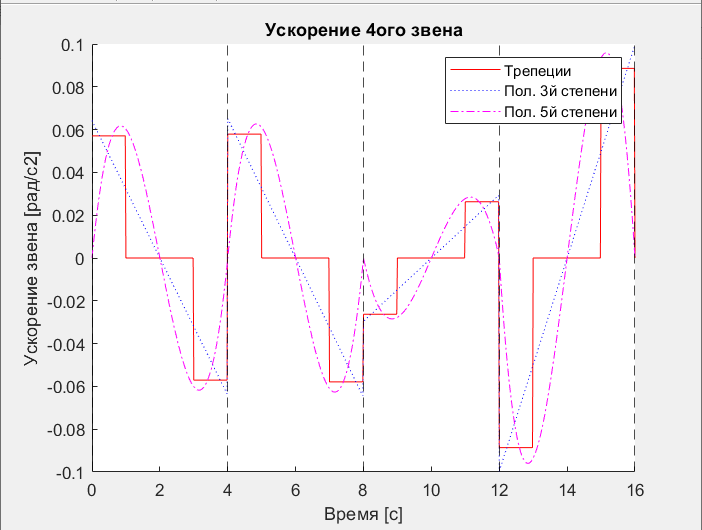 Ускорение 4ого звена
Трепеции
Пол. 3й степени
Пол. 5й степени
0.1
0.08
0.06
0.04
0.02
0
-0.02
-0.04
-0.06
-0.08
-0.1
Ускорение звена [рад/с2]
0 2 4 6 8 10 12 14 16
Время [с]